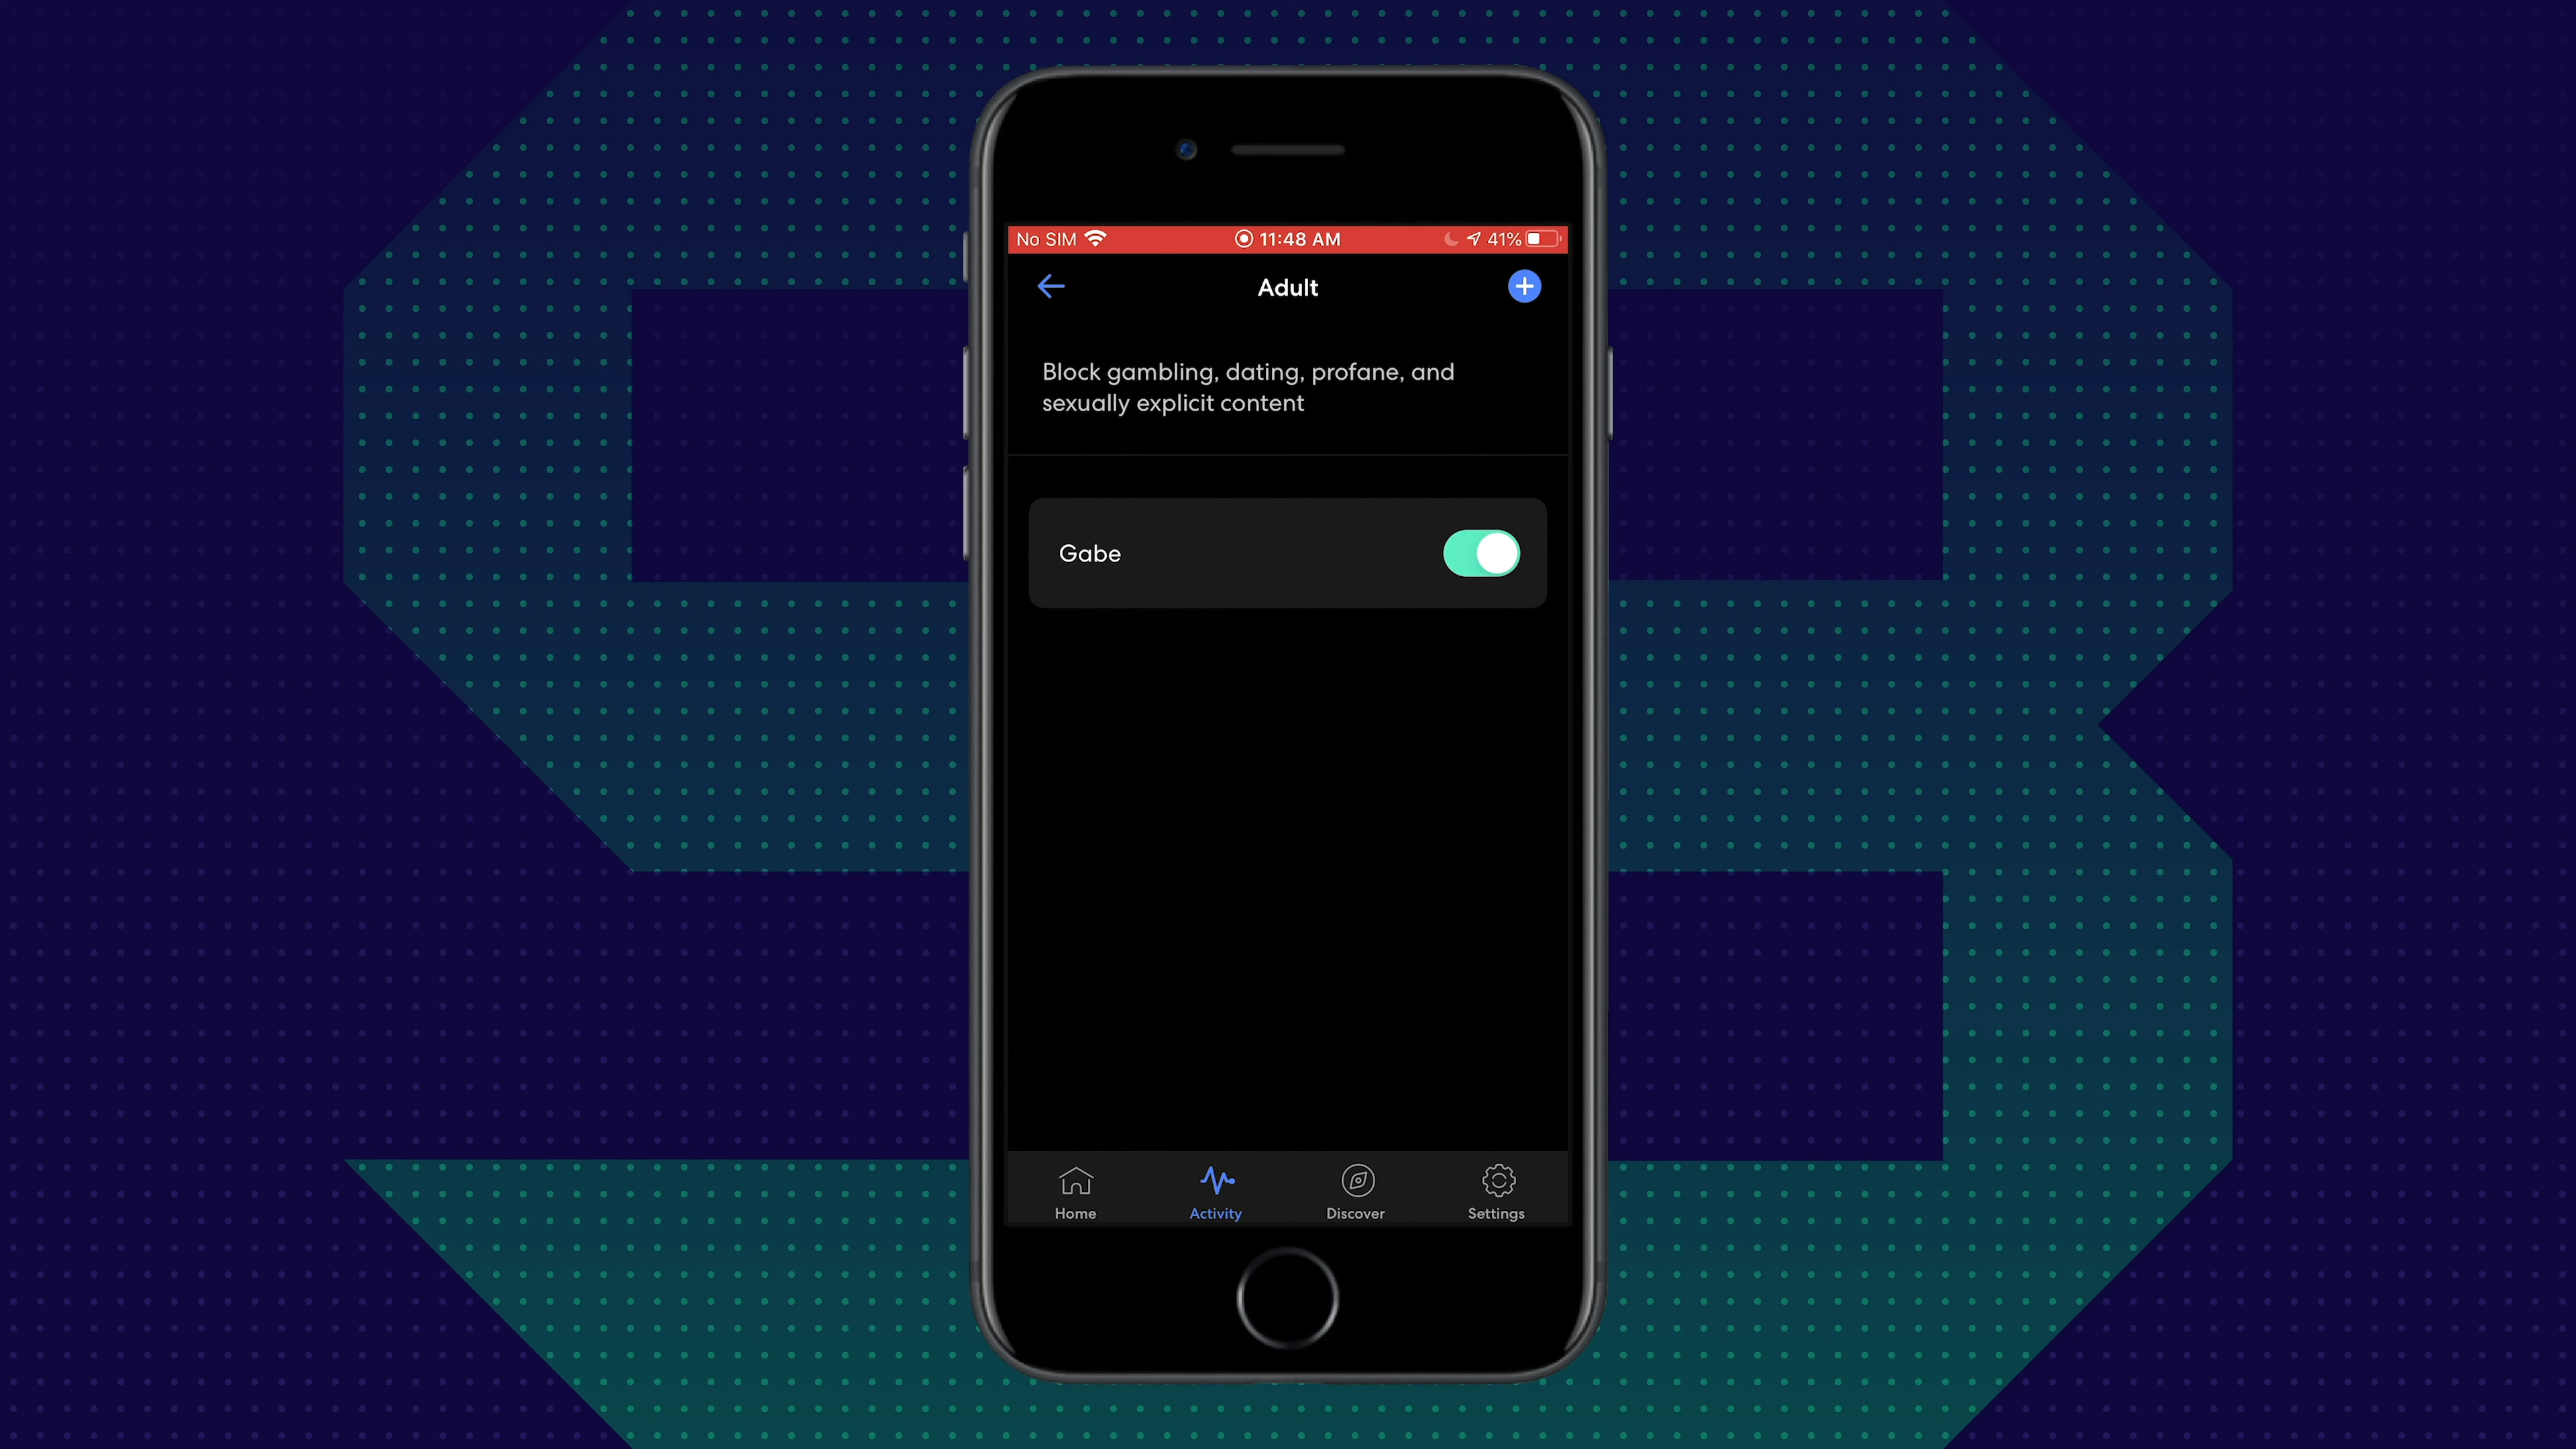 No SIM 11:48 AM 41%
Adult
Block gambling, dating, profane, and
sexually explicit content
Gabe
Home Activity Discover Settings